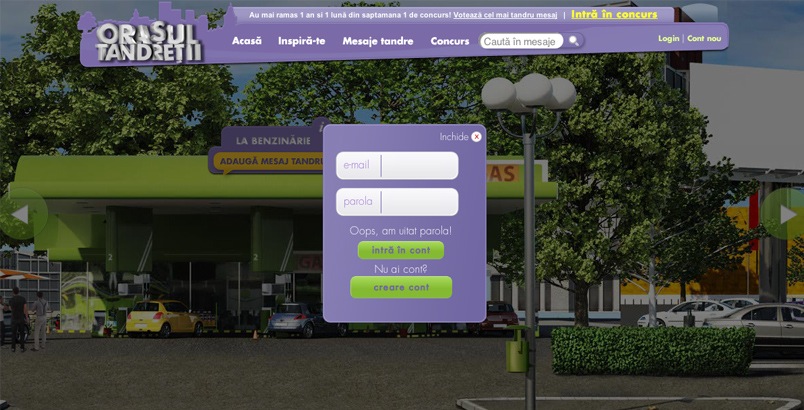 Au mai ramas 1 an si 1 lună din saptamana 1 de concurs! Votează cel mai tandru mesaj | Intră în concurs
ORAȘUL
TANDREȚII
Acasă Inspiră-te Mesaje tandre Concurs Caută în mesaje Login | Cont nou
LA BENZINĂRIE
ADAUGĂ MESAJ TANDRU
Inchide x
e-mail
parola
Oops, am uitat parola!
intră în cont
Nu ai cont?
creare cont